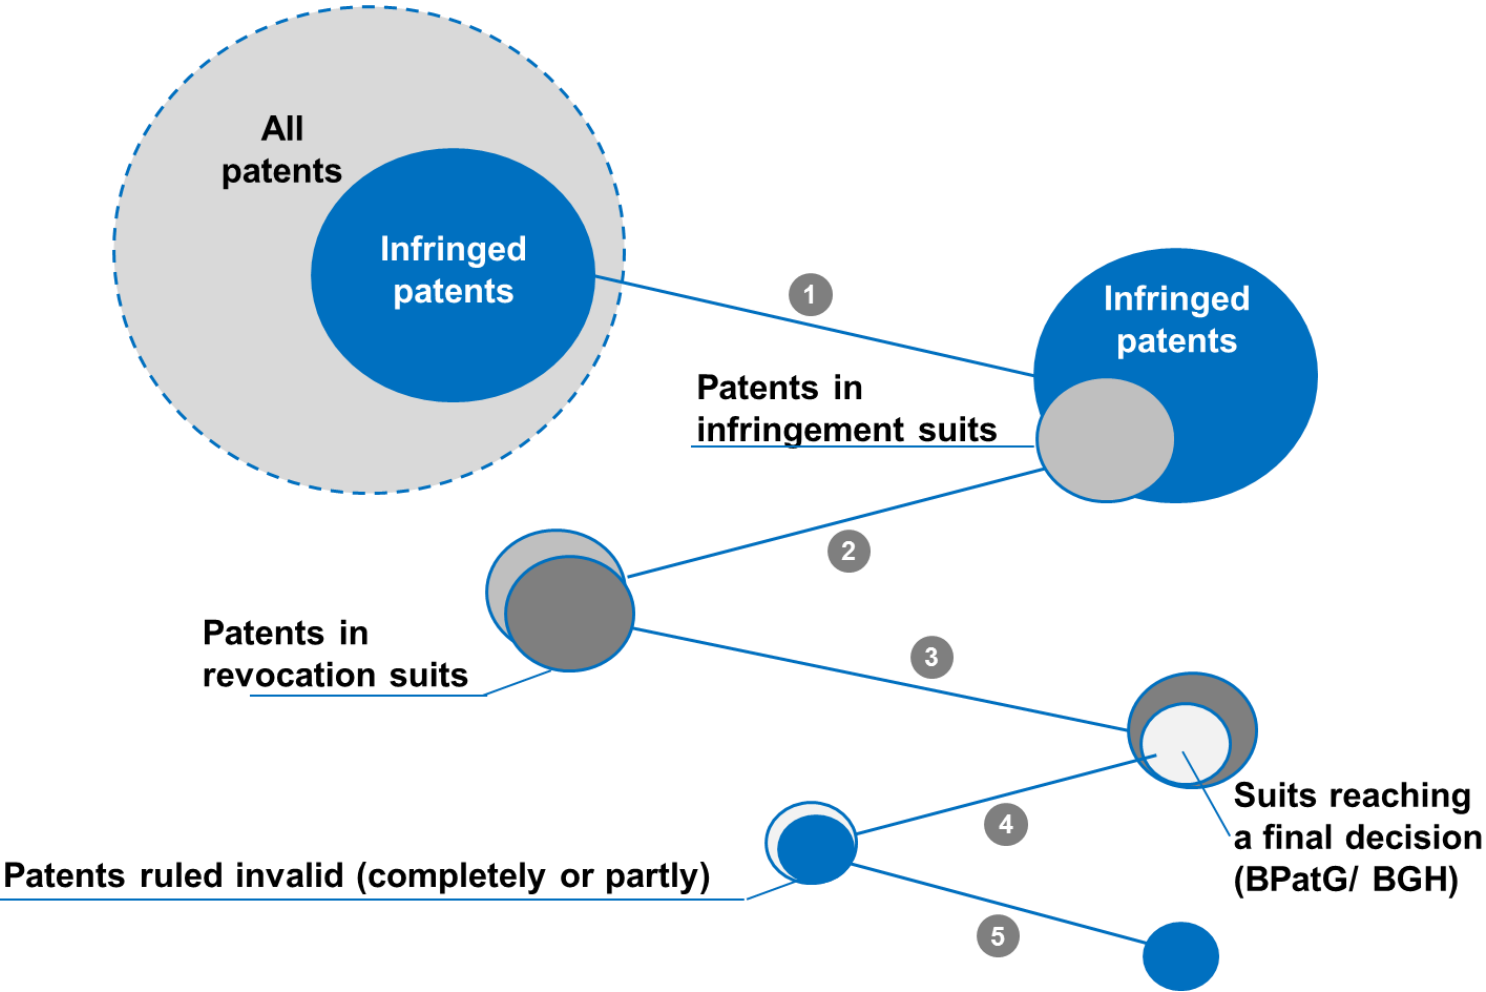 All
patents
Infringed
patents
1
Infringed
patents
Patents in
infringement suits
2
Patents in
revocation suits
3
Suits reaching
a final decision
(BPatG/ BGH)
4
Patents ruled invalid (completely or partly)
5